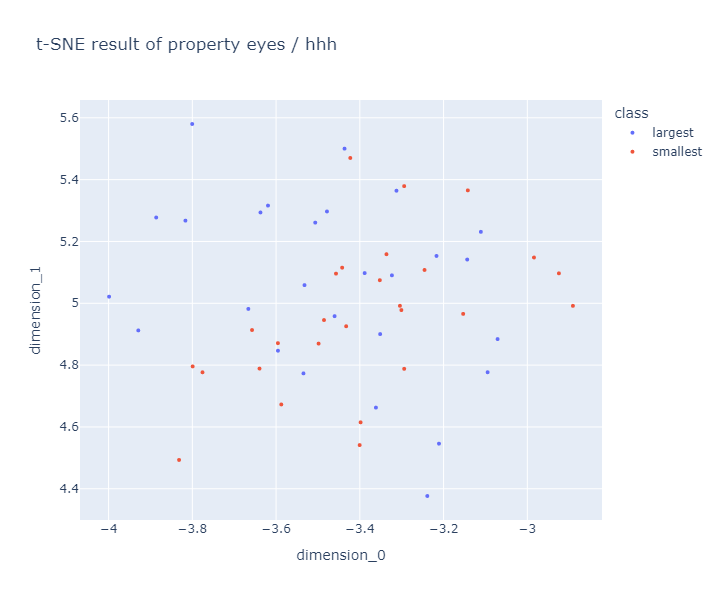 t-SNE result of property eyes / hhh
class
largest
smallest
5.6
5.4
5.2
5
4.8
4.6
4.4
dimension_1
−4
−3.8
−3.6
−3.4
−3.2
−3
dimension_0